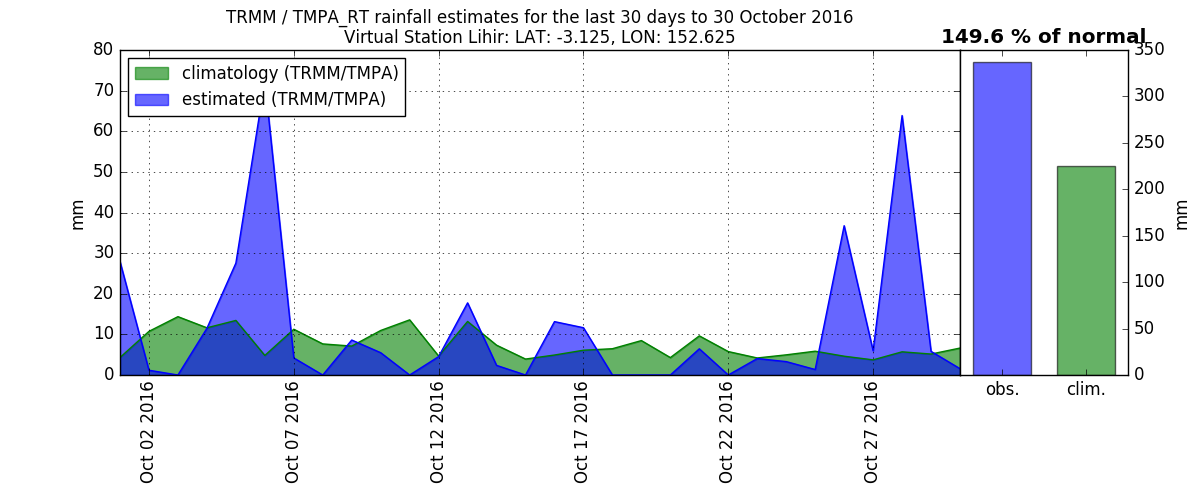 TRMM / TMPA_RT rainfall estimates for the last 30 days to 30 October 2016
Virtual Station Lihir: LAT: -3.125, LON: 152.625
149.6 % of normal
climatology (TRMM/TMPA)
estimated (TRMM/TMPA)
mm
80
70
60
50
40
30
20
10
0
Oct 02 2016
Oct 07 2016
Oct 12 2016
Oct 17 2016
Oct 22 2016
Oct 27 2016
obs.
clim.
350
300
250
200
150
100
50
0
mm